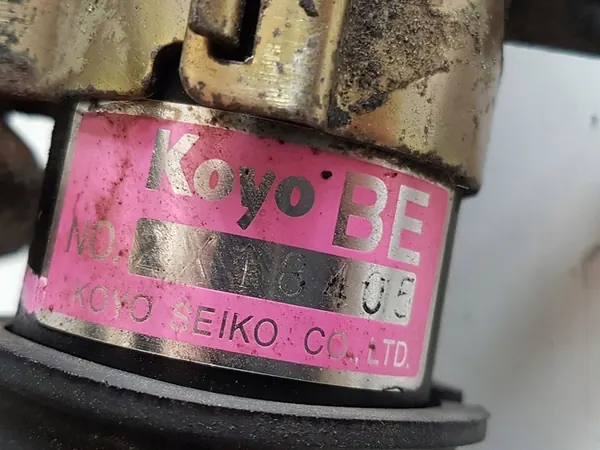 Koyo BE
NO.
KOYO SEIKO CO., LTD.